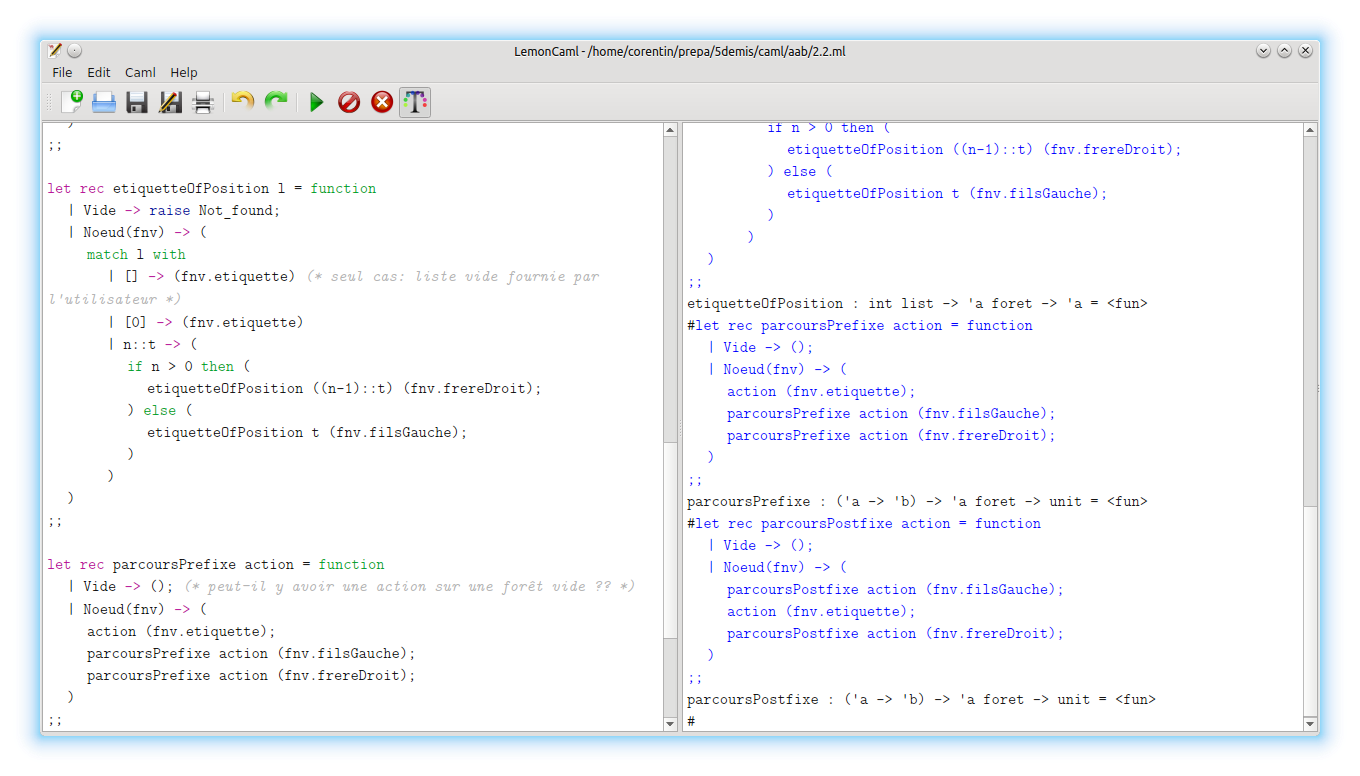 LemonCaml - /home/corentin/prepa/5demis/caml/aab/2.2.ml
File Edit Caml Help
)
;;
let rec etiquetteOfPosition l = function
| Vide -> raise Not_found;
| Noeud(fnv) -> (
match l with
| [] -> (fnv.etiquette) (* seul cas: liste vide fournie par
l'utilisateur *)
| [0] -> (fnv.etiquette)
| n::t -> (
if n > 0 then (
etiquetteOfPosition ((n-1)::t) (fnv.frereDroit);
) else (
etiquetteOfPosition t (fnv.filsGauche);
)
)
)
;;
let rec parcoursPrefixe action = function
| Vide -> (); (* peut-il y avoir une action sur une forêt vide ?? *)
| Noeud(fnv) -> (
action (fnv.etiquette);
parcoursPrefixe action (fnv.filsGauche);
parcoursPrefixe action (fnv.frereDroit);
)
;;
if n > 0 then (
etiquetteOfPosition ((n-1)::t) (fnv.frereDroit);
) else (
etiquetteOfPosition t (fnv.filsGauche);
)
)
)
;;
etiquetteOfPosition : int list -> 'a foret -> 'a = <fun>
#let rec parcoursPrefixe action = function
| Vide -> ();
| Noeud(fnv) -> (
action (fnv.etiquette);
parcoursPrefixe action (fnv.filsGauche);
parcoursPrefixe action (fnv.frereDroit);
)
;;
parcoursPrefixe : ('a -> 'b) -> 'a foret -> unit = <fun>
#let rec parcoursPostfixe action = function
| Vide -> ();
| Noeud(fnv) -> (
parcoursPostfixe action (fnv.filsGauche);
action (fnv.etiquette);
parcoursPostfixe action (fnv.frereDroit);
)
;;
parcoursPostfixe : ('a -> 'b) -> 'a foret -> unit = <fun>
#